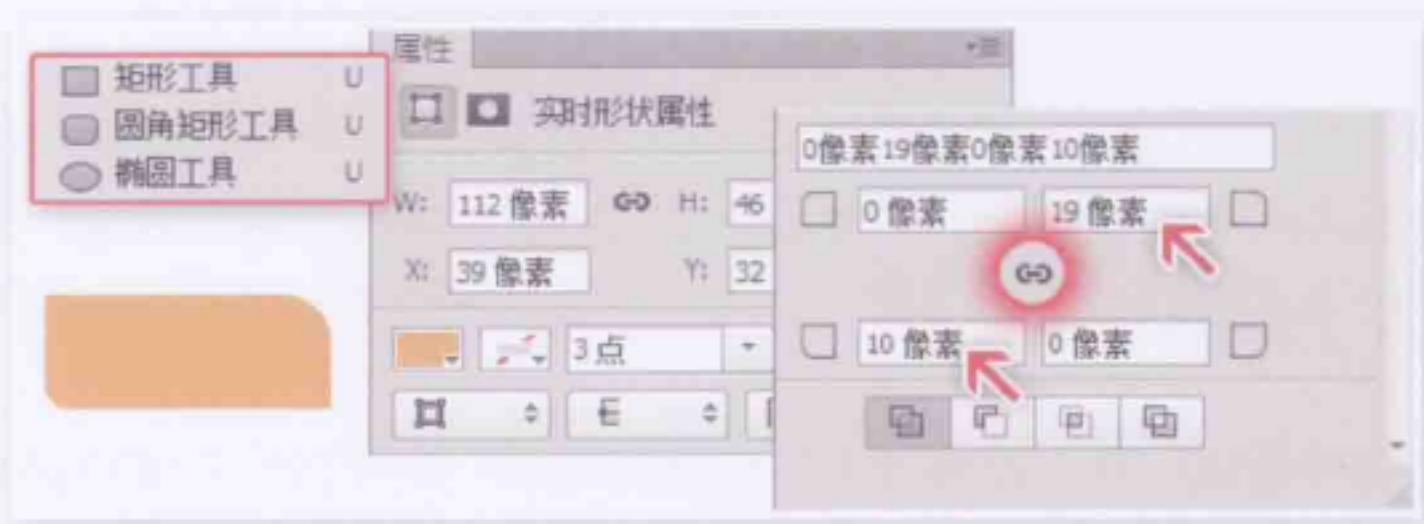 矩形工具 U
圆角矩形工具 U
椭圆工具 U
属性
实时形状属性
W: 112 像素 H: 46
X: 39 像素 Y: 32
3 点
0像素19像素0像素10像素
0 像素 19 像素
10 像素 0 像素